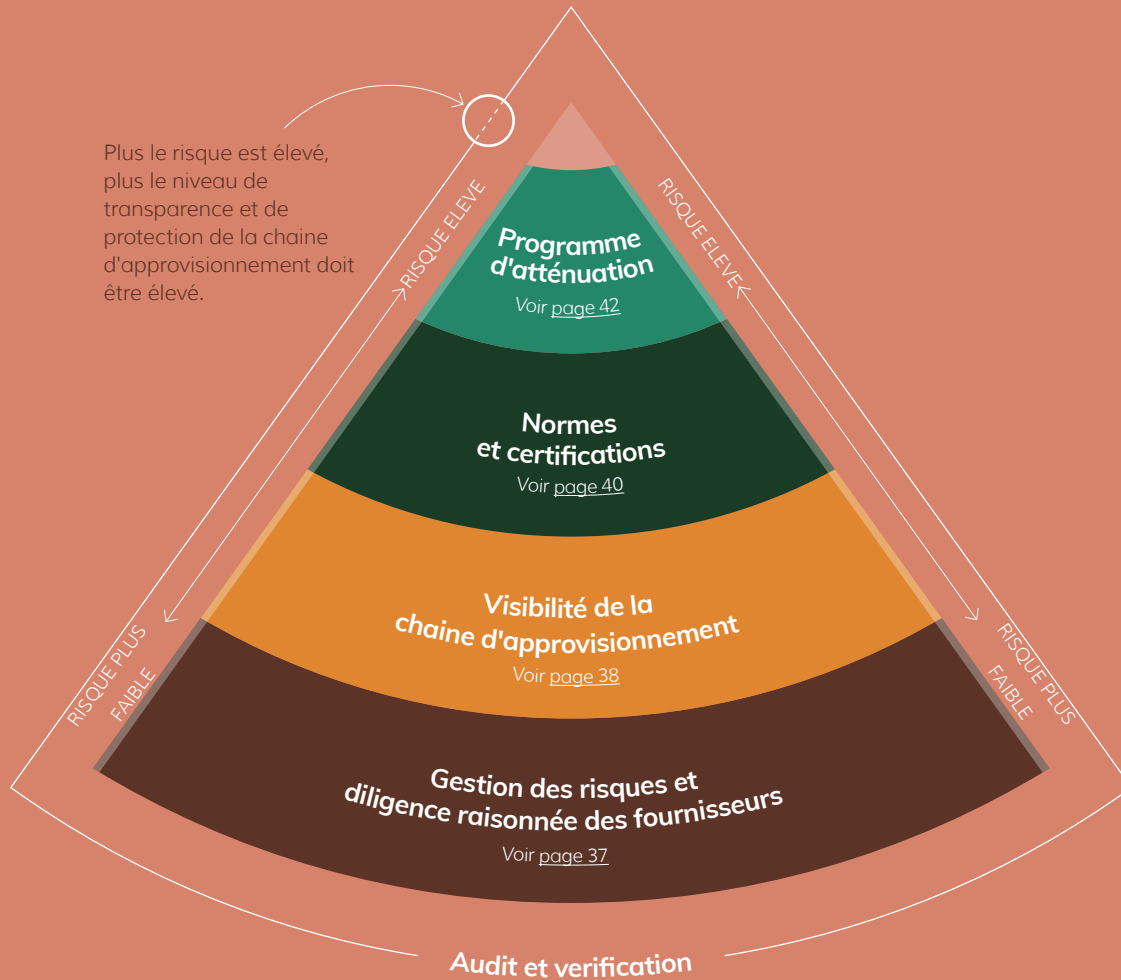 Plus le risque est élevé,
plus le niveau de
transparence et de
protection de la chaine
d'approvisionnement doit
être élevé.
RISQUE ELEVE
RISQUE ELEVE
Programme
d'atténuation
Voir page 42
Normes
et certifications
Voir page 40
Visibilité de la
chaine d'approvisionnement
Voir page 38
RISQUE PLUS
FAIBLE
RISQUE PLUS
FAIBLE
Gestion des risques et
diligence raisonnée des fournisseurs
Voir page 37
Audit et verification